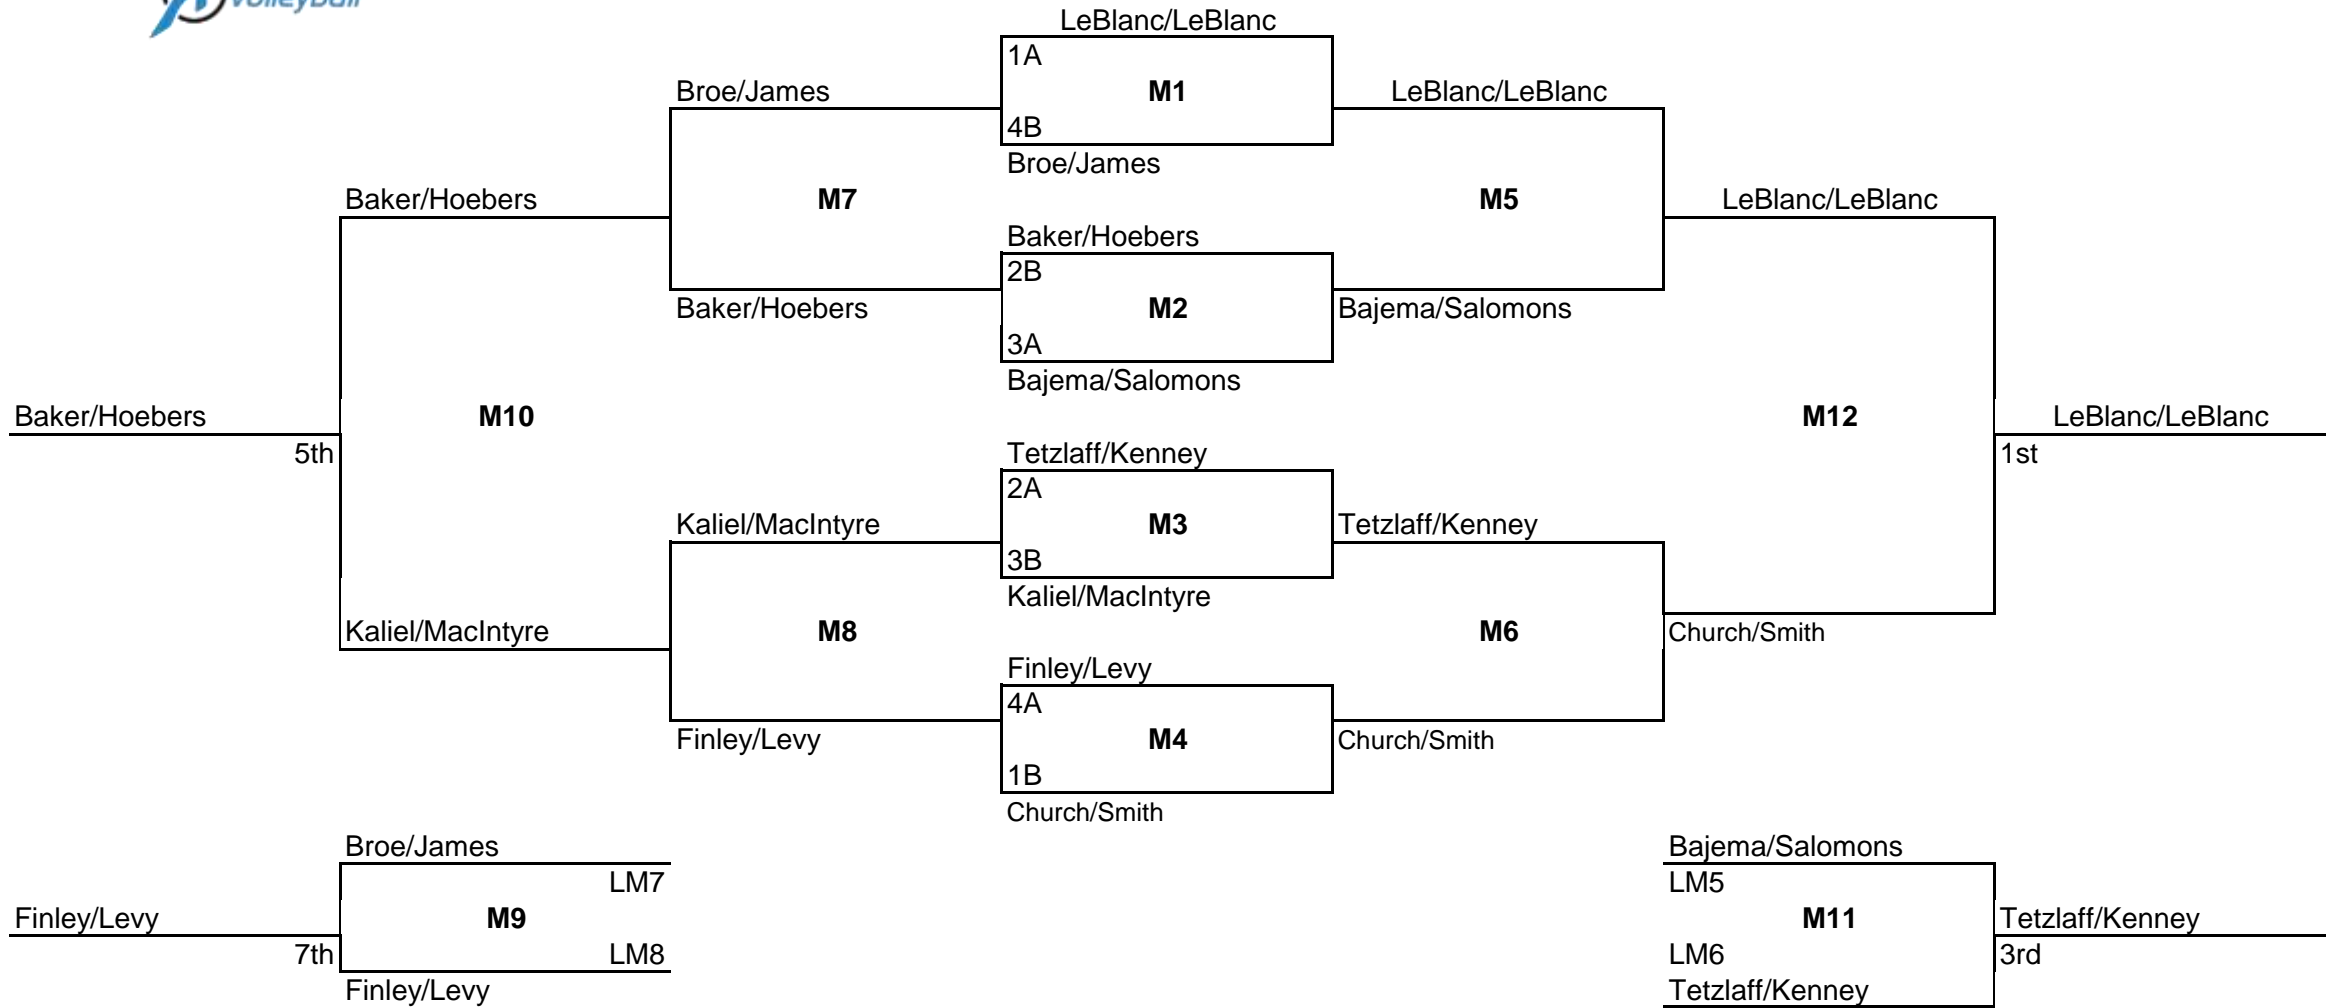 Volleyball
LeBlanc/LeBlanc
1A
Broe/James
M1
LeBlanc/LeBlanc
4B
Broe/James
Baker/Hoebers
M7
M5
LeBlanc/LeBlanc
Baker/Hoebers
2B
Baker/Hoebers
M2
Bajema/Salomons
3A
Bajema/Salomons
Baker/Hoebers
M10
M12
LeBlanc/LeBlanc
5th
Tetzlaff/Kenney
1st
2A
Kaliel/MacIntyre
M3
Tetzlaff/Kenney
3B
Kaliel/MacIntyre
Kaliel/MacIntyre
M8
M6
Church/Smith
Finley/Levy
4A
Finley/Levy
M4
Church/Smith
1B
Church/Smith
Broe/James
Bajema/Salomons
LM7
LM5
Finley/Levy
M9
M11
Tetzlaff/Kenney
7th
LM8
LM6
3rd
Finley/Levy
Tetzlaff/Kenney